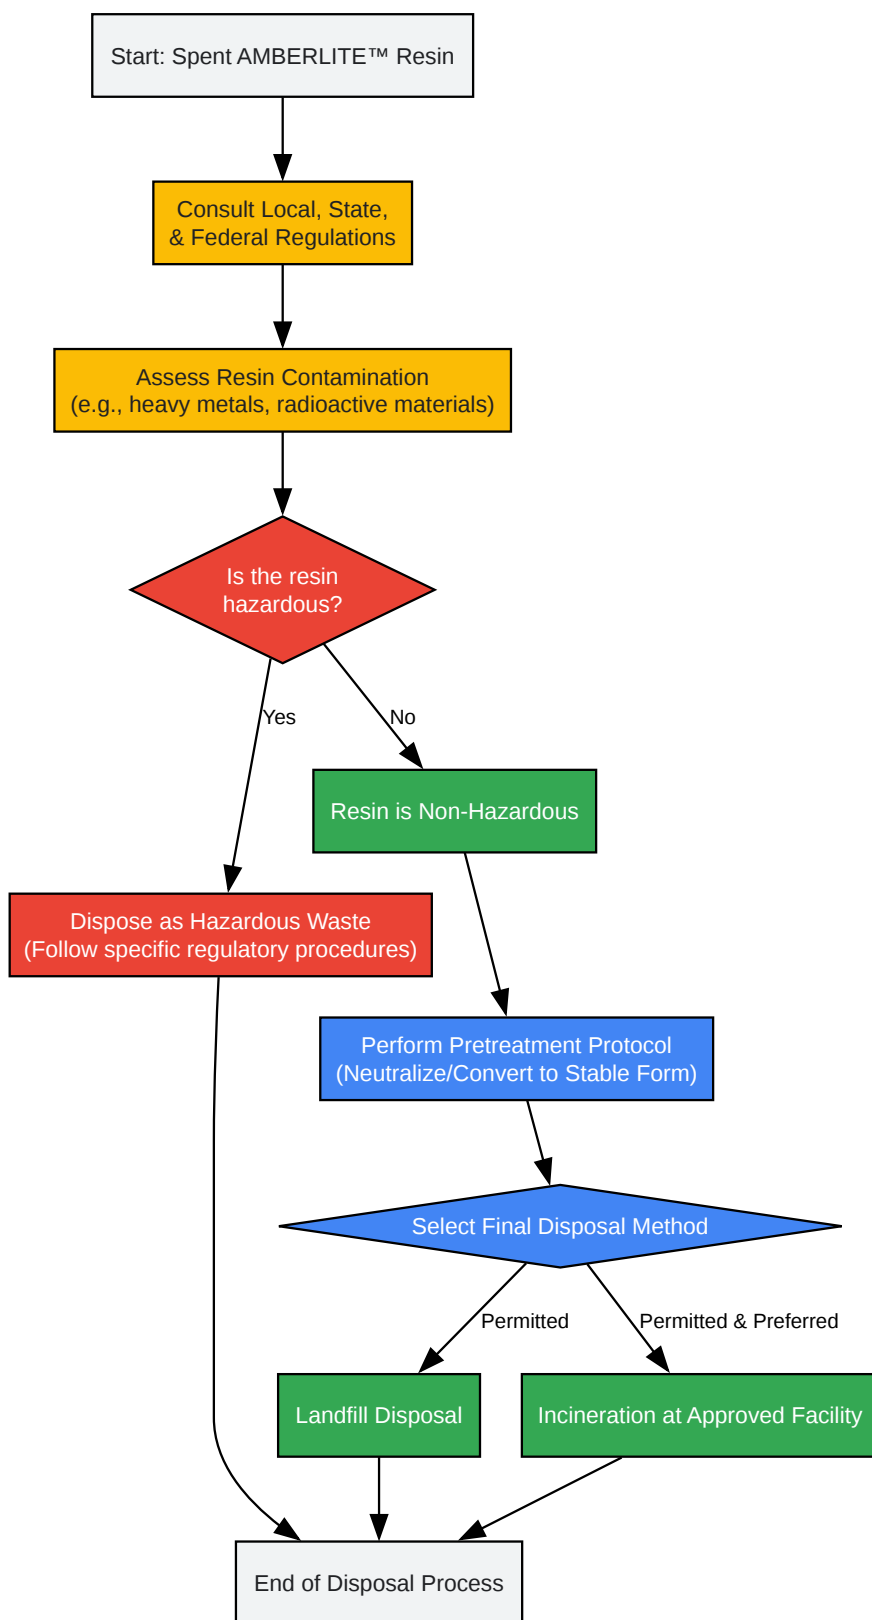 Start: Spent AMBERLITE™ Resin
Consult Local, State,
& Federal Regulations
Assess Resin Contamination
(e.g., heavy metals, radioactive materials)
Is the resin
hazardous?
Yes
No
Resin is Non-Hazardous
Dispose as Hazardous Waste
(Follow specific regulatory procedures)
Perform Pretreatment Protocol
(Neutralize/Convert to Stable Form)
Select Final Disposal Method
Permitted
Permitted & Preferred
Landfill Disposal
Incineration at Approved Facility
End of Disposal Process